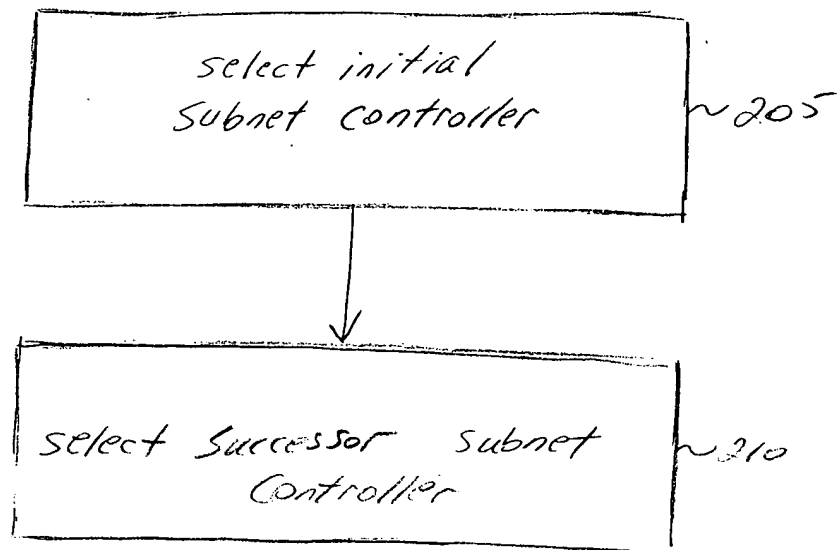 select initial
Subnet controller
~205
select Successor subnet
Controller
~210